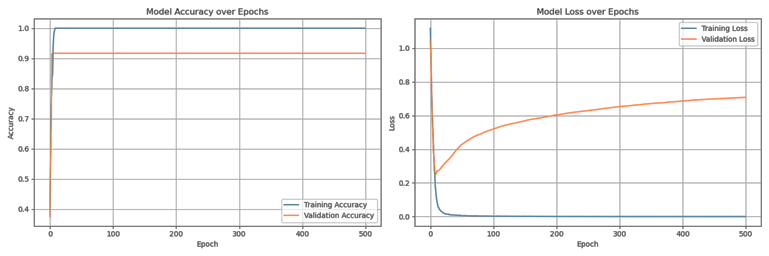 Model Accuracy over Epochs
1.0
0.9
0.8
0.7
0.6
0.5
0.4
Accuracy
0 100 200 300 400 500
Epoch
Training Accuracy
Validation Accuracy
Model Loss over Epochs
1.0
0.8
0.6
0.4
0.2
0.0
Loss
0 100 200 300 400 500
Epoch
Training Loss
Validation Loss